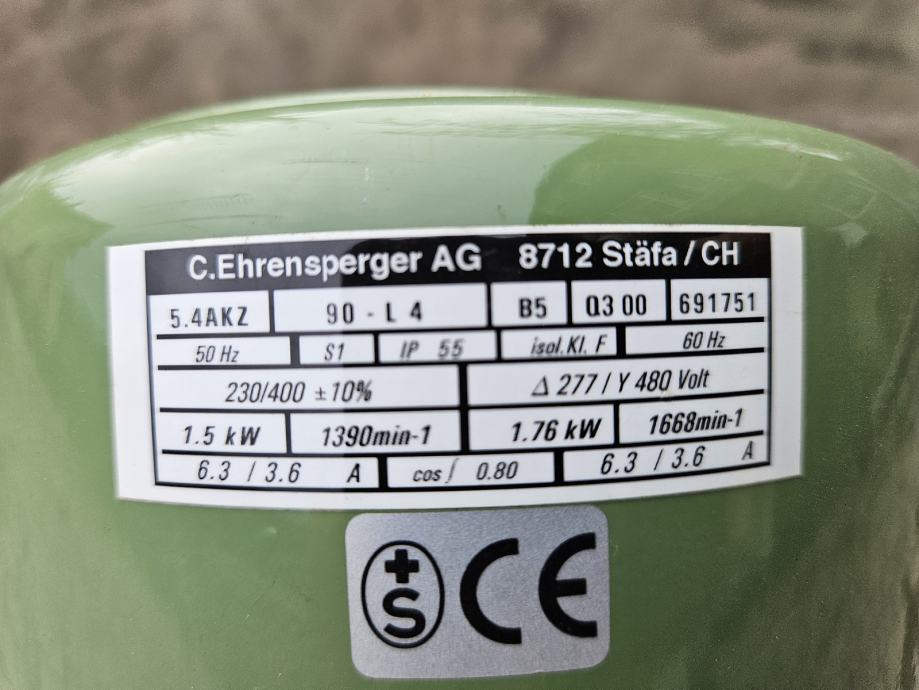 C.Ehrensperger AG 8712 Stäfa / CH
5.4AKZ 90 - L 4 B5 Q3 00 691751
50 Hz S1 IP 55 isol. Kl. F 60 Hz
230/400 ± 10% Δ 277 / Y 480 Volt
1.5 kW 1390min-1 1.76 kW 1668min-1
6.3 / 3.6 A cos∫ 0.80 6.3 / 3.6 A
+
S CE